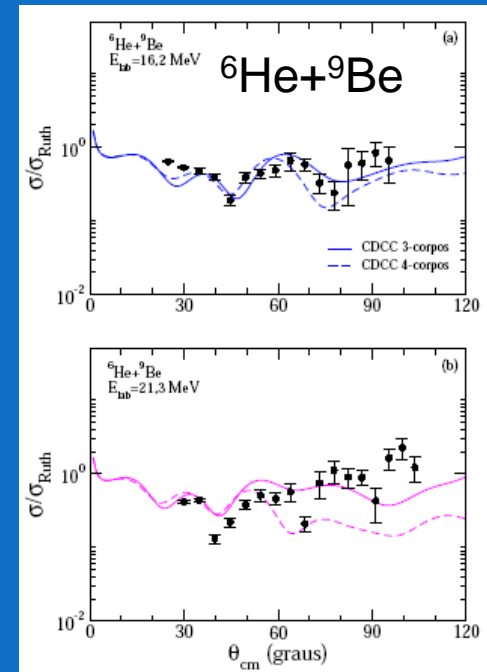 ⁶He+⁹Be
E_lab=16,2 MeV
⁶He+⁹Be
(a)
σ/σ_Ruth
10⁰
10⁻²
CDCC 3-corpos
CDCC 4-corpos
0 30 60 90 120
⁶He+⁹Be
E_lab=21,3 MeV
(b)
σ/σ_Ruth
10⁰
10⁻²
0 30 60 90 120
θ_cm (graus)